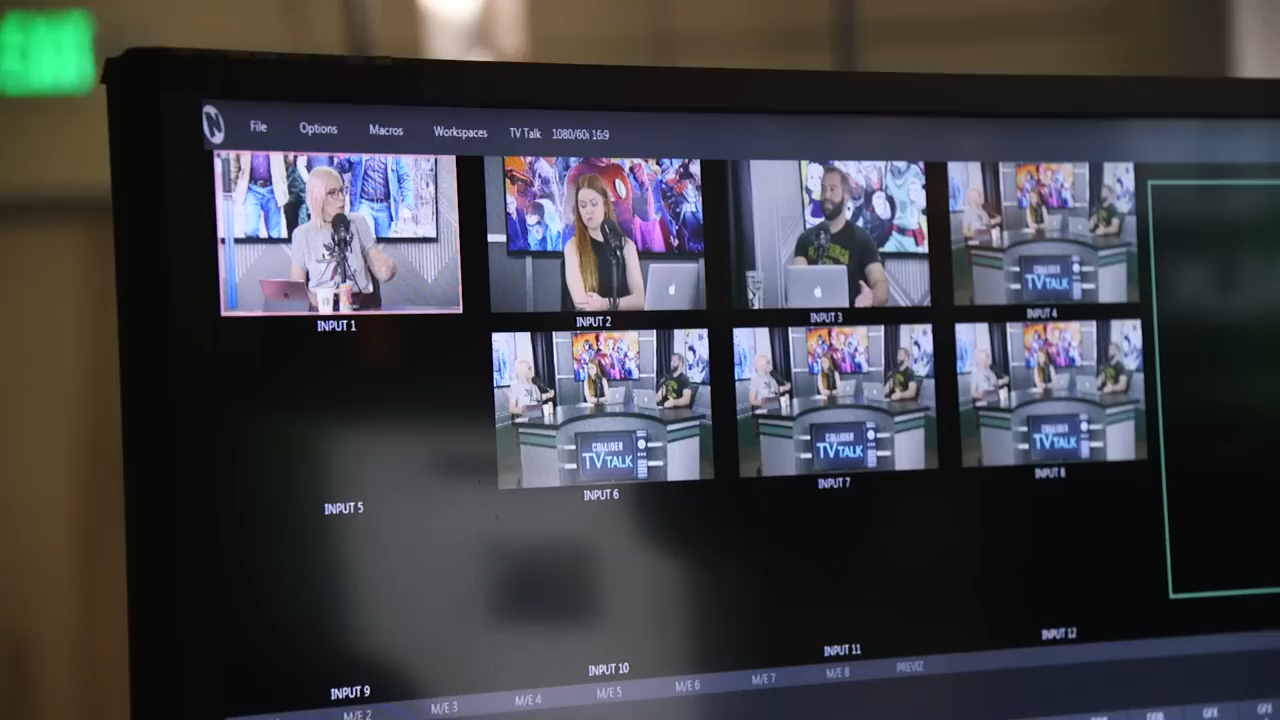 File Options Macros Workspaces TV Talk 1080/60i 16:9
INPUT 1
INPUT 2
INPUT 3
COLLIDER
TV TALK
INPUT 4
INPUT 5
COLLIDER
TV TALK
INPUT 6
COLLIDER
TV TALK
INPUT 7
COLLIDER
TV TALK
INPUT 8
INPUT 9
INPUT 10
INPUT 11
INPUT 12
M/E 2 M/E 3 M/E 4 M/E 5 M/E 6 M/E 7 M/E 8 PREVIZ
GFX GFX